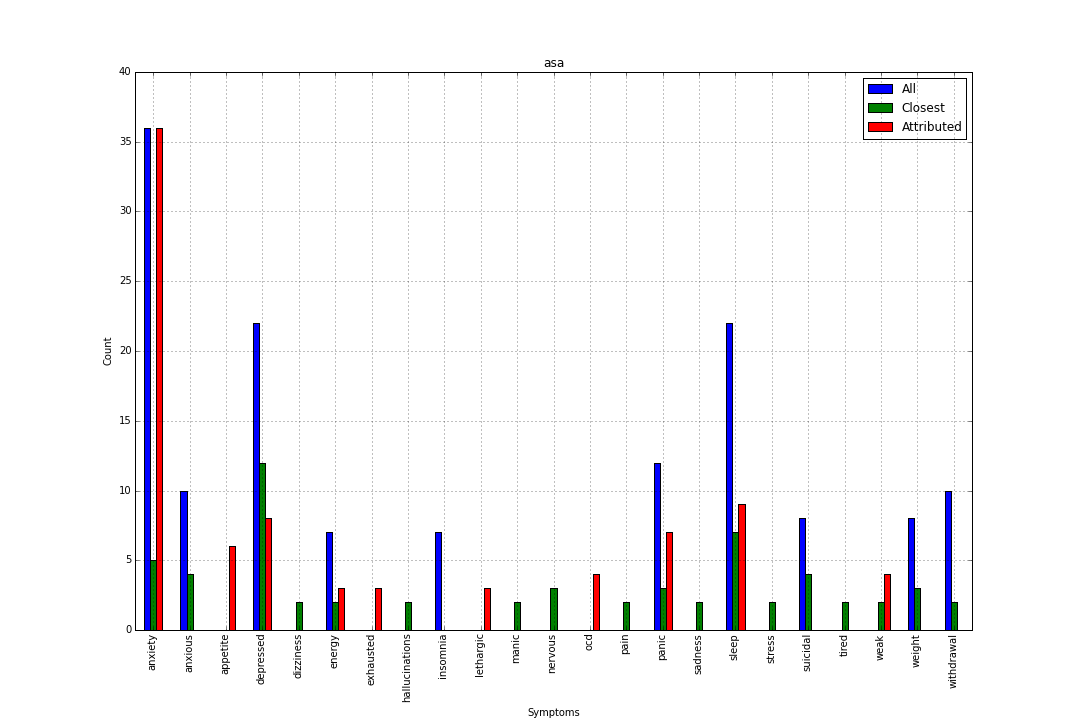 asa
All
Closest
Attributed
40
35
30
25
20
15
10
5
0
Count
anxiety
anxious
appetite
depressed
dizziness
energy
exhausted
hallucinations
insomnia
lethargic
manic
nervous
ocd
pain
panic
sadness
sleep
stress
suicidal
tired
weak
weight
withdrawal
Symptoms